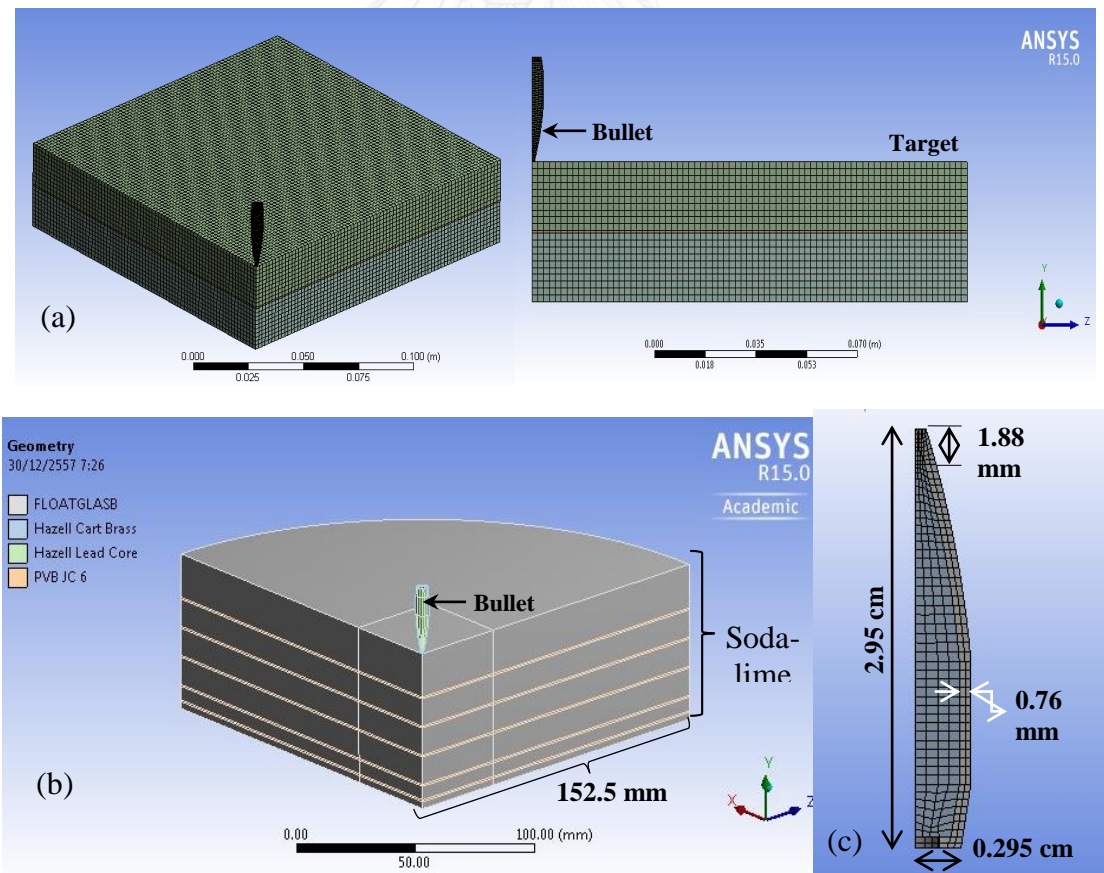 ANSYS
R15.0
Bullet
Target
(a)
0.000
0.050
0.100 (m)
0.025
0.075
0.000
0.035
0.070 (m)
0.018
0.053
Y
Z
Geometry
30/12/2557 7:26
FLOATGLASB
Hazell Cart Brass
Hazell Lead Core
PVB JC 6
ANSYS
R15.0
Academic
Bullet
Soda-
lime
152.5 mm
(b)
Y
X
Z
0.00
100.00 (mm)
50.00
1.88
mm
2.95 cm
0.76
mm
(c)
0.295 cm